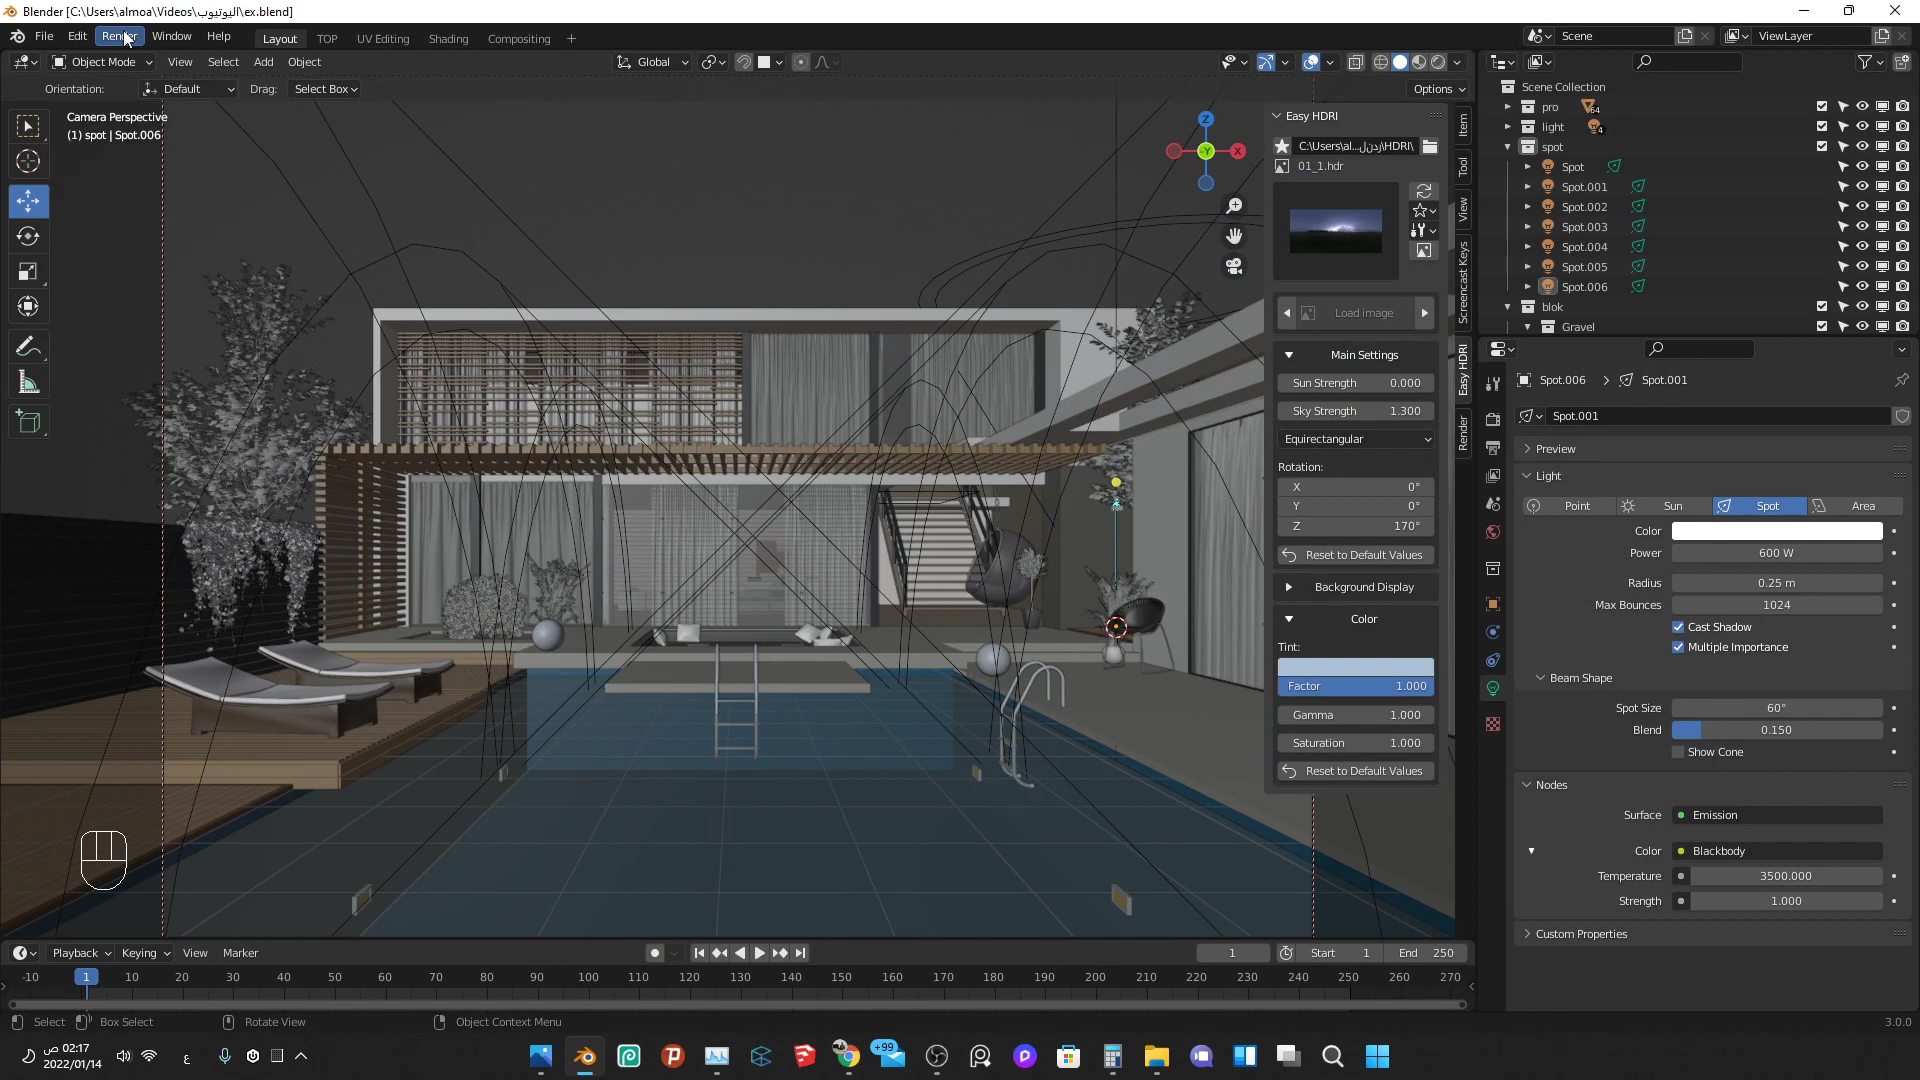 Blender [C:\Users\almoa\Videos\اليوتيوب\ex.blend]
File Edit Render Window Help
Layout TOP UV Editing Shading Compositing +
Scene
ViewLayer
Object Mode View Select Add Object
Global
Orientation: Default Drag: Select Box
Options
Camera Perspective
(1) spot | Spot.006
Z
X
-Y
Easy HDRI
C:\Users\al...زدن\HDRI\
01_1.hdr
Load image
Main Settings
Sun Strength 0.000
Sky Strength 1.300
Equirectangular
Rotation:
X 0°
Y 0°
Z 170°
Reset to Default Values
Background Display
Color
Tint:
Factor 1.000
Gamma 1.000
Saturation 1.000
Reset to Default Values
Item
Tool
View
Screencast Keys
Easy HDRI
Render
Scene Collection
pro 64
light 4
spot
Spot
Spot.001
Spot.002
Spot.003
Spot.004
Spot.005
Spot.006
blok
Gravel
Spot.006 Spot.001
Spot.001
Preview
Light
Point Sun Spot Area
Color
Power 600 W
Radius 0.25 m
Max Bounces 1024
Cast Shadow
Multiple Importance
Beam Shape
Spot Size 60°
Blend 0.150
Show Cone
Nodes
Surface Emission
Color Blackbody
Temperature 3500.000
Strength 1.000
Custom Properties
Playback Keying View Marker
1 Start 1 End 250
-10 1 10 20 30 40 50 60 70 80 90 100 110 120 130 140 150 160 170 180 190 200 210 220 230 240 250 260 270
Select Box Select Rotate View Object Context Menu
3.0.0
02:17 ص
2022/01/14
ع
+99